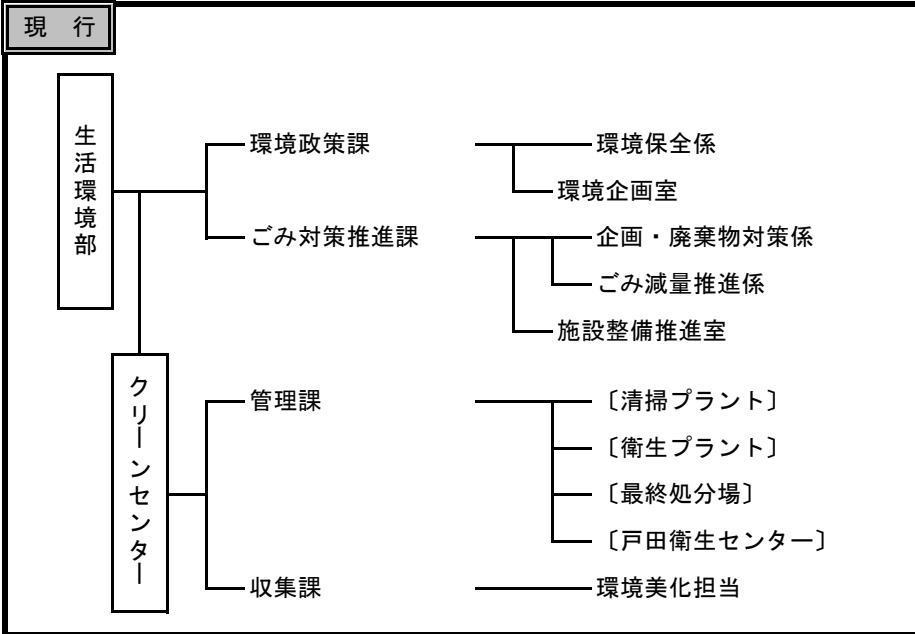 現 行
生活環境部
環境政策課
環境保全係
環境企画室
ごみ対策推進課
企画・廃棄物対策係
ごみ減量推進係
施設整備推進室
クリーンセンター
管理課
〔清掃プラント〕
〔衛生プラント〕
〔最終処分場〕
〔戸田衛生センター〕
収集課
環境美化担当